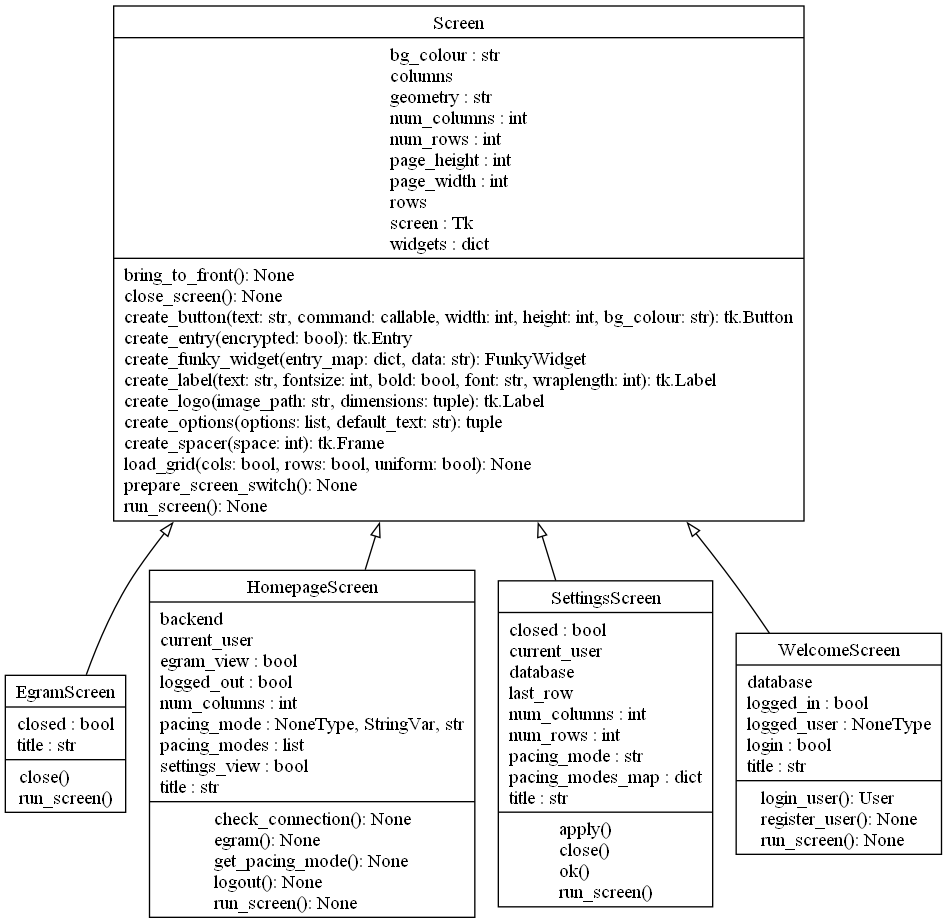 Screen
bg_colour : str
columns
geometry : str
num_columns : int
num_rows : int
page_height : int
page_width : int
rows
screen : Tk
widgets : dict
bring_to_front(): None
close_screen(): None
create_button(text: str, command: callable, width: int, height: int, bg_colour: str): tk.Button
create_entry(encrypted: bool): tk.Entry
create_funky_widget(entry_map: dict, data: str): FunkyWidget
create_label(text: str, fontsize: int, bold: bool, font: str, wraplength: int): tk.Label
create_logo(image_path: str, dimensions: tuple): tk.Label
create_options(options: list, default_text: str): tuple
create_spacer(space: int): tk.Frame
load_grid(cols: bool, rows: bool, uniform: bool): None
prepare_screen_switch(): None
run_screen(): None
EgramScreen
closed : bool
title : str
close()
run_screen()
HomepageScreen
backend
current_user
egram_view : bool
logged_out : bool
num_columns : int
pacing_mode : NoneType, StringVar, str
pacing_modes : list
settings_view : bool
title : str
check_connection(): None
egram(): None
get_pacing_mode(): None
logout(): None
run_screen(): None
SettingsScreen
closed : bool
current_user
database
last_row
num_columns : int
num_rows : int
pacing_mode : str
pacing_modes_map : dict
title : str
apply()
close()
ok()
run_screen()
WelcomeScreen
database
logged_in : bool
logged_user : NoneType
login : bool
title : str
login_user(): User
register_user(): None
run_screen(): None